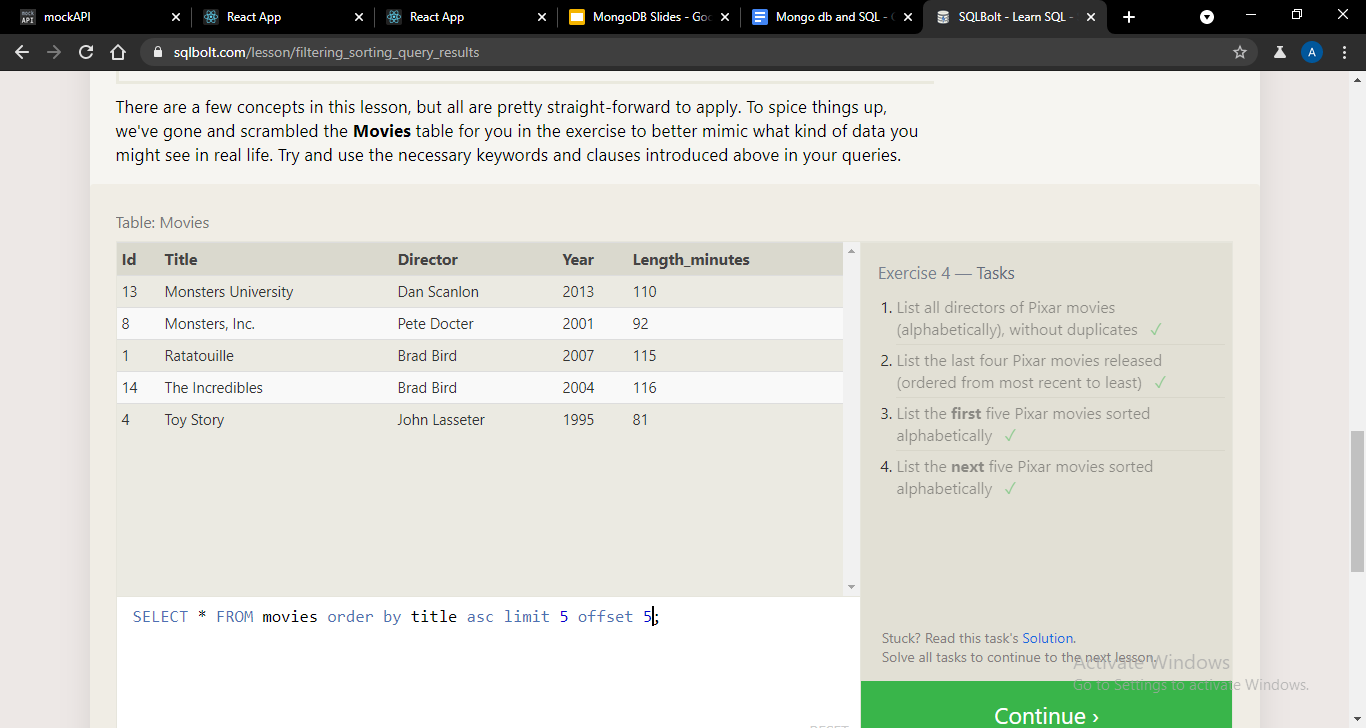 mock API mockAPI React App React App MongoDB Slides - Goo Mongo db and SQL - SQLBolt - Learn SQL -
sqlbolt.com/lesson/filtering_sorting_query_results A
There are a few concepts in this lesson, but all are pretty straight-forward to apply. To spice things up,
we've gone and scrambled the Movies table for you in the exercise to better mimic what kind of data you
might see in real life. Try and use the necessary keywords and clauses introduced above in your queries.
Table: Movies
Id Title Director Year Length_minutes
13 Monsters University Dan Scanlon 2013 110
8 Monsters, Inc. Pete Docter 2001 92
1 Ratatouille Brad Bird 2007 115
14 The Incredibles Brad Bird 2004 116
4 Toy Story John Lasseter 1995 81
SELECT * FROM movies order by title asc limit 5 offset 5;
RESET
Exercise 4 — Tasks
1. List all directors of Pixar movies
(alphabetically), without duplicates ✓
2. List the last four Pixar movies released
(ordered from most recent to least) ✓
3. List the first five Pixar movies sorted
alphabetically ✓
4. List the next five Pixar movies sorted
alphabetically ✓
Stuck? Read this task's Solution.
Solve all tasks to continue to the next lesson.
Continue ›
Activate Windows
Go to Settings to activate Windows.